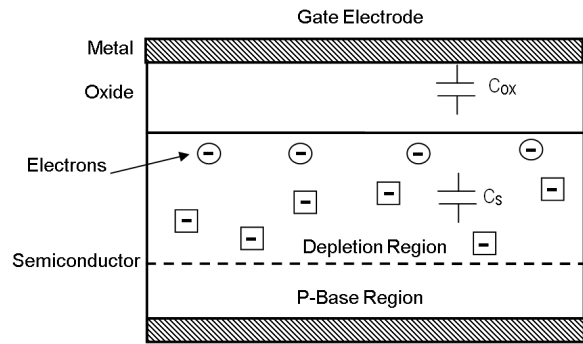 Gate Electrode
Metal
Oxide
Cox
Electrons
Cs
Depletion Region
Semiconductor
P-Base Region